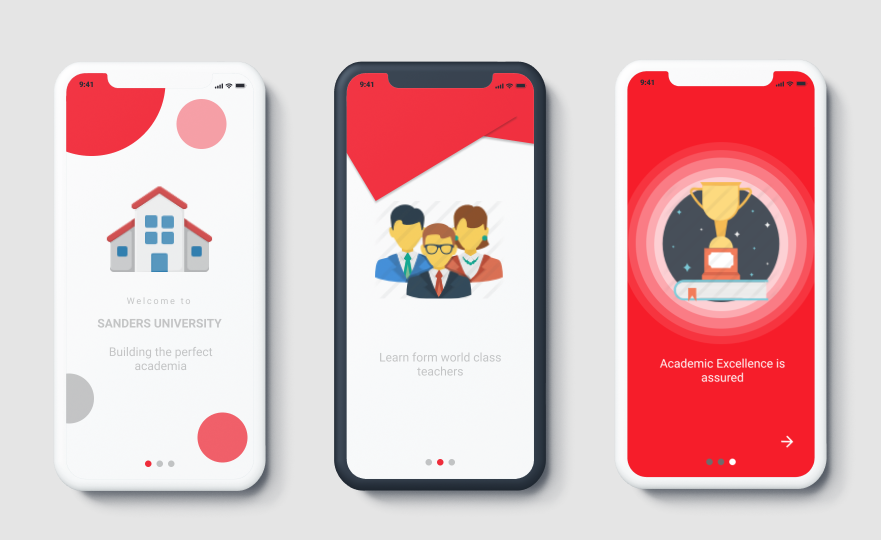 9:41
Welcome to
SANDERS UNIVERSITY
Building the perfect
academia
9:41
Learn form world class
teachers
9:41
Academic Excellence is
assured